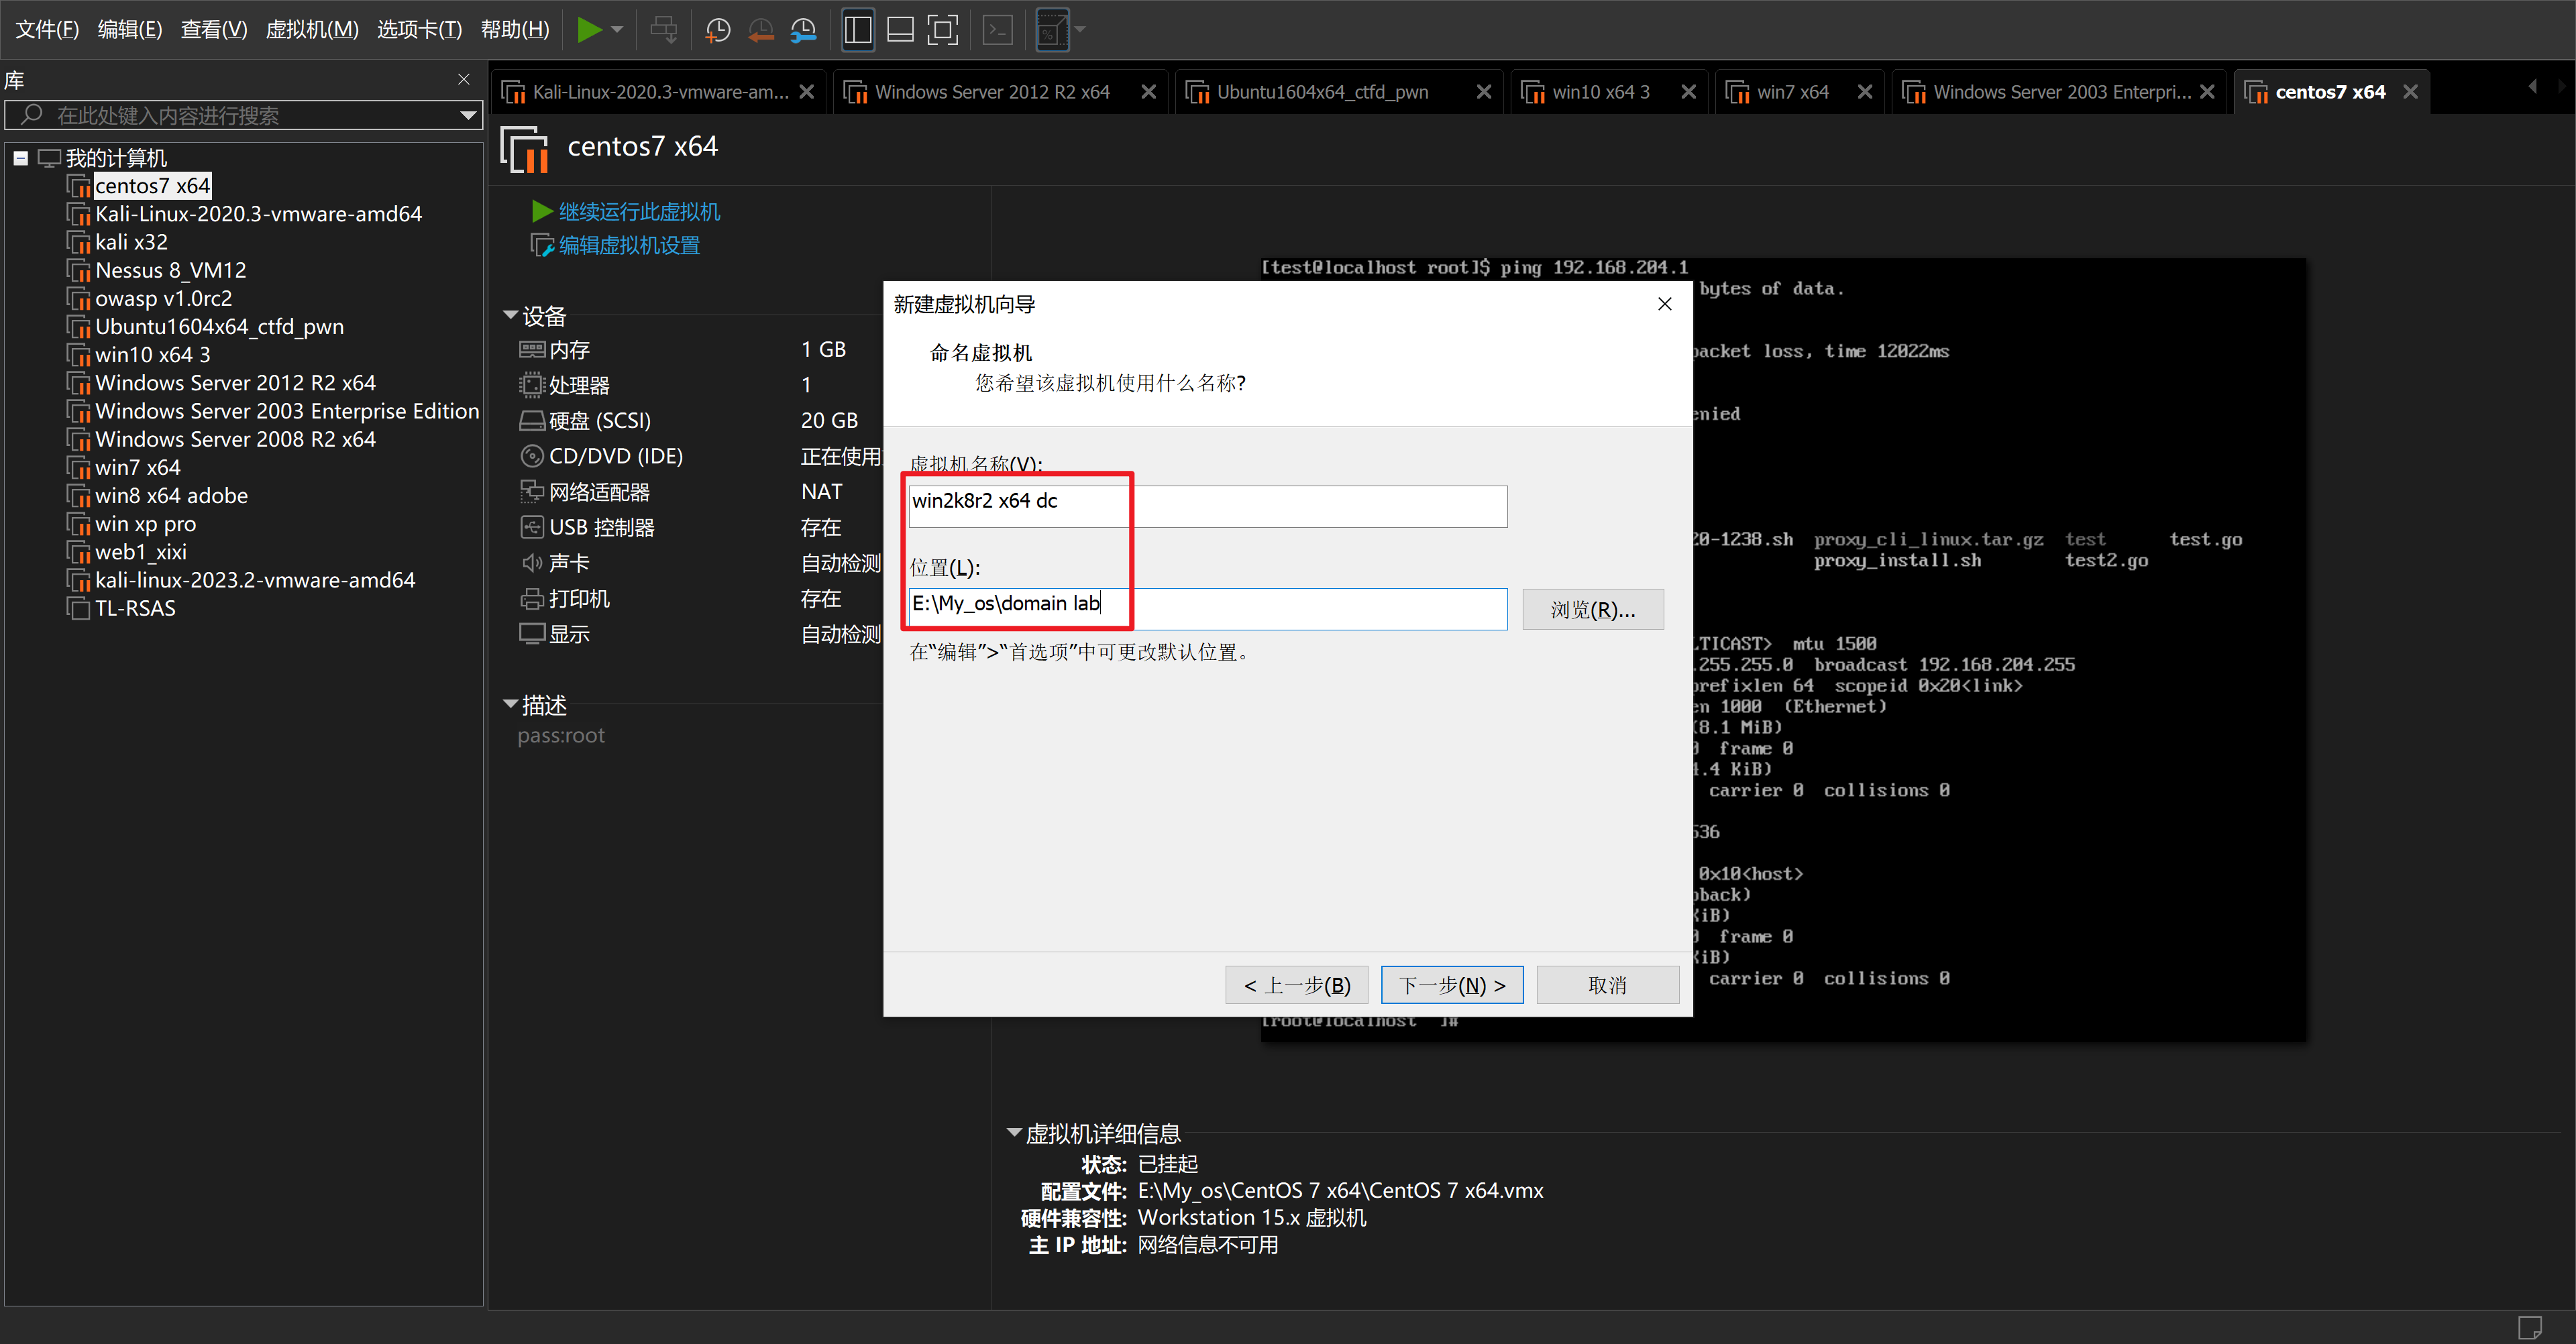 文件(F) 编辑(E) 查看(V) 虚拟机(M) 选项卡(T) 帮助(H)
库
在此处键入内容进行搜索
我的计算机
centos7 x64
Kali-Linux-2020.3-vmware-amd64
kali x32
Nessus 8_VM12
owasp v1.0rc2
Ubuntu1604x64_ctfd_pwn
win10 x64 3
Windows Server 2012 R2 x64
Windows Server 2003 Enterprise Edition
Windows Server 2008 R2 x64
win7 x64
win8 x64 adobe
win xp pro
web1_xixi
kali-linux-2023.2-vmware-amd64
TL-RSAS
Kali-Linux-2020.3-vmware-am...
Windows Server 2012 R2 x64
Ubuntu1604x64_ctfd_pwn
win10 x64 3
win7 x64
Windows Server 2003 Enterpri...
centos7 x64
centos7 x64
继续运行此虚拟机
编辑虚拟机设置
设备
内存 1 GB
处理器 1
硬盘 (SCSI) 20 GB
CD/DVD (IDE) 正在使用
网络适配器 NAT
USB 控制器 存在
声卡 自动检测
打印机 存在
显示 自动检测
描述
pass:root
新建虚拟机向导
命名虚拟机
您希望该虚拟机使用什么名称?
虚拟机名称(V):
win2k8r2 x64 dc
位置(L):
E:\My_os\domain lab
浏览(R)...
在“编辑”>“首选项”中可更改默认位置。
< 上一步(B) 下一步(N) > 取消
[test@localhost root]$ ping 192.168.204.1
bytes of data.
packet loss, time 12022ms
enied
20-1238.sh proxy_cli_linux.tar.gz test test.go
proxy_install.sh test2.go
LTICAST> mtu 1500
.255.255.0 broadcast 192.168.204.255
prefixlen 64 scopeid 0x20<link>
en 1000 (Ethernet)
(8.1 MiB)
frame 0
.4 KiB)
carrier 0 collisions 0
536
0x10<host>
pback)
KiB)
frame 0
KiB)
carrier 0 collisions 0
[root@localhost ]#
虚拟机详细信息
状态: 已挂起
配置文件: E:\My_os\CentOS 7 x64\CentOS 7 x64.vmx
硬件兼容性: Workstation 15.x 虚拟机
主 IP 地址: 网络信息不可用